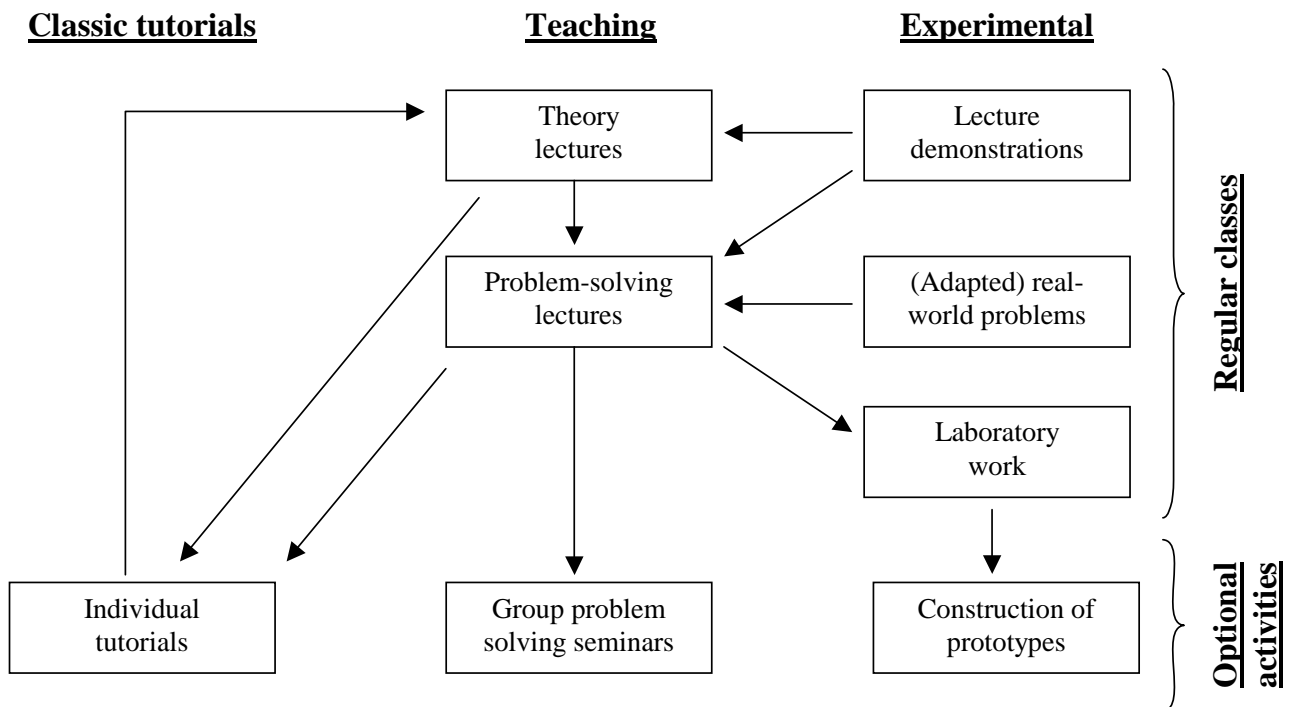 Classic tutorials
Teaching
Experimental
Theory
lectures
Lecture
demonstrations
Problem-solving
lectures
(Adapted) real-
world problems
Laboratory
work
Regular classes
Individual
tutorials
Group problem
solving seminars
Construction of
prototypes
Optional
activities